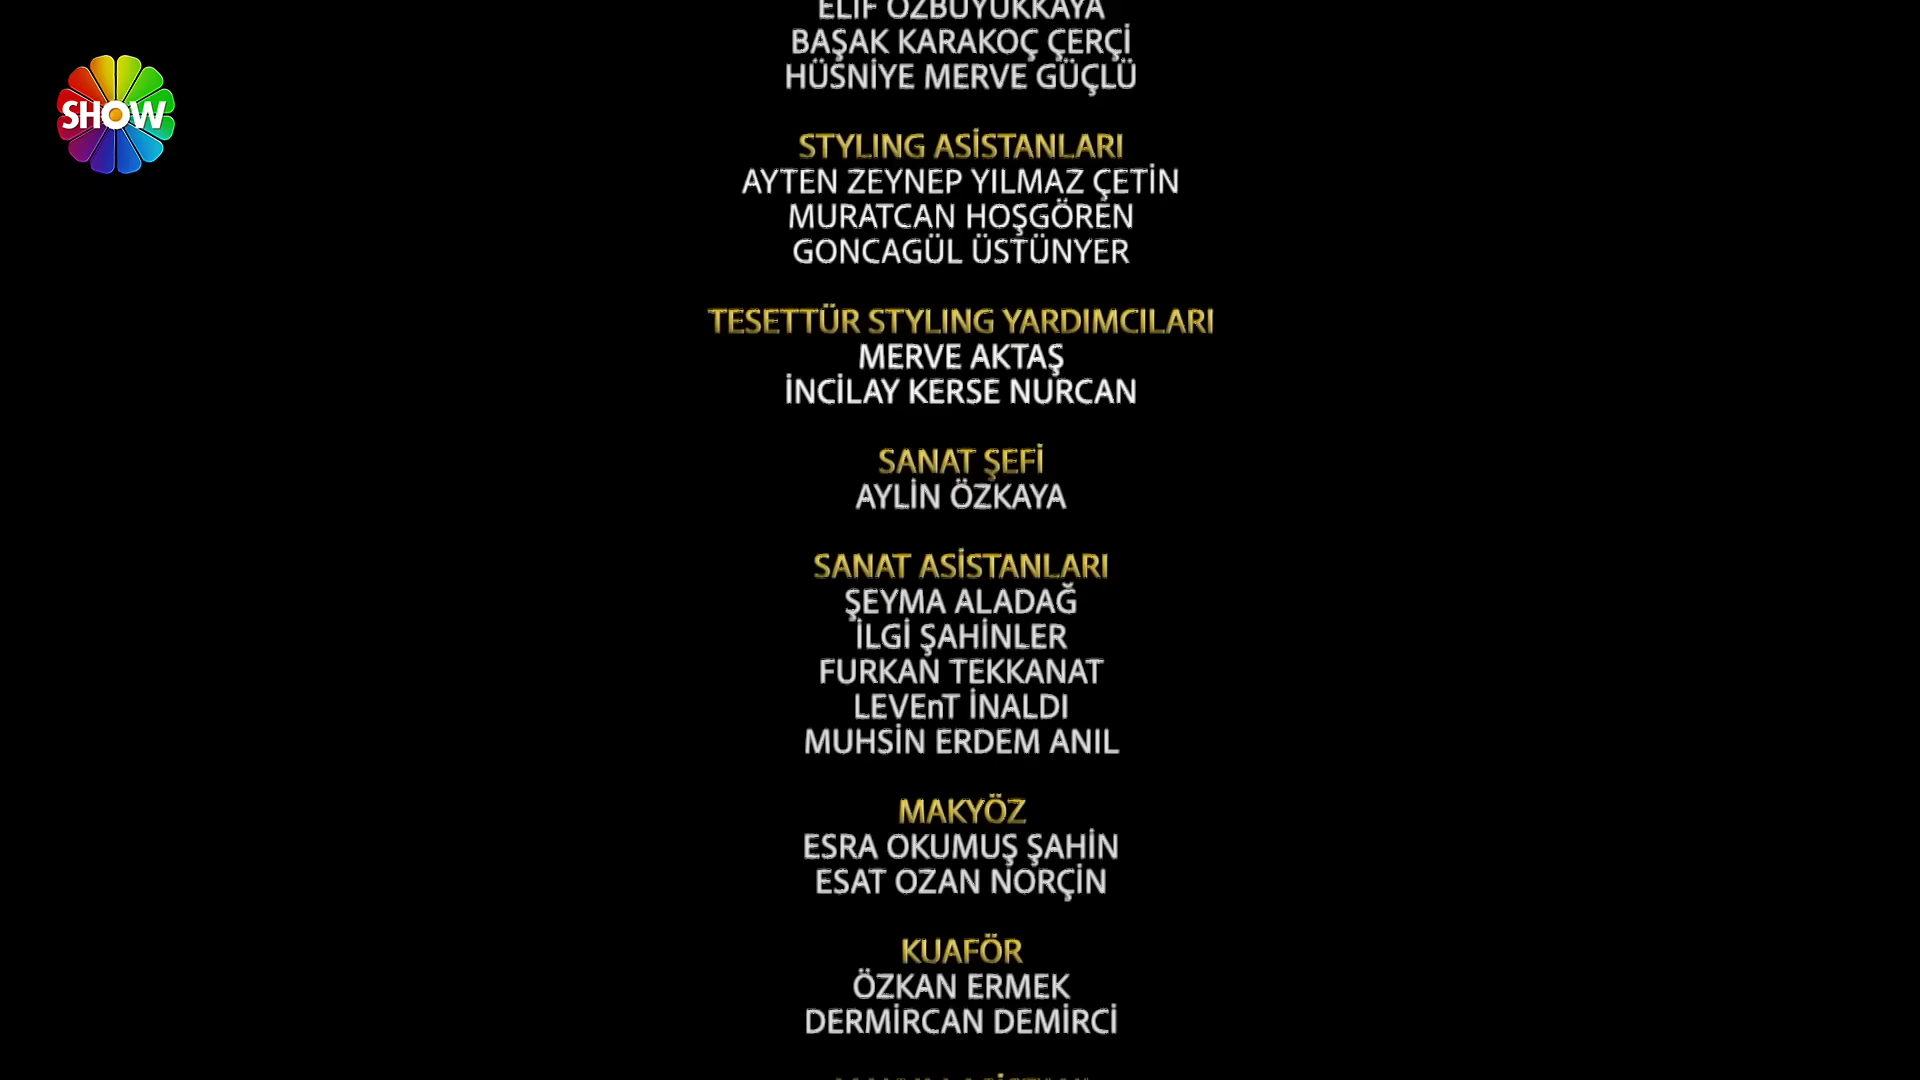 ELİF ÖZBÜYÜKKAYA
BAŞAK KARAKOÇ ÇERÇİ
HÜSNİYE MERVE GÜÇLÜ
SHOW
STYLING ASİSTANLARI
AYTEN ZEYNEP YILMAZ ÇETİN
MURATCAN HOŞGÖREN
GONCAGÜL ÜSTÜNYER
TESETTÜR STYLING YARDIMCILARI
MERVE AKTAŞ
İNCİLAY KERSE NURCAN
SANAT ŞEFİ
AYLİN ÖZKAYA
SANAT ASİSTANLARI
ŞEYMA ALADAĞ
İLGİ ŞAHİNLER
FURKAN TEKKANAT
LEVEnT İNALDI
MUHSİN ERDEM ANIL
MAKYÖZ
ESRA OKUMUŞ ŞAHİN
ESAT OZAN NORÇİN
KUAFÖR
ÖZKAN ERMEK
DERMİRCAN DEMİRCİ